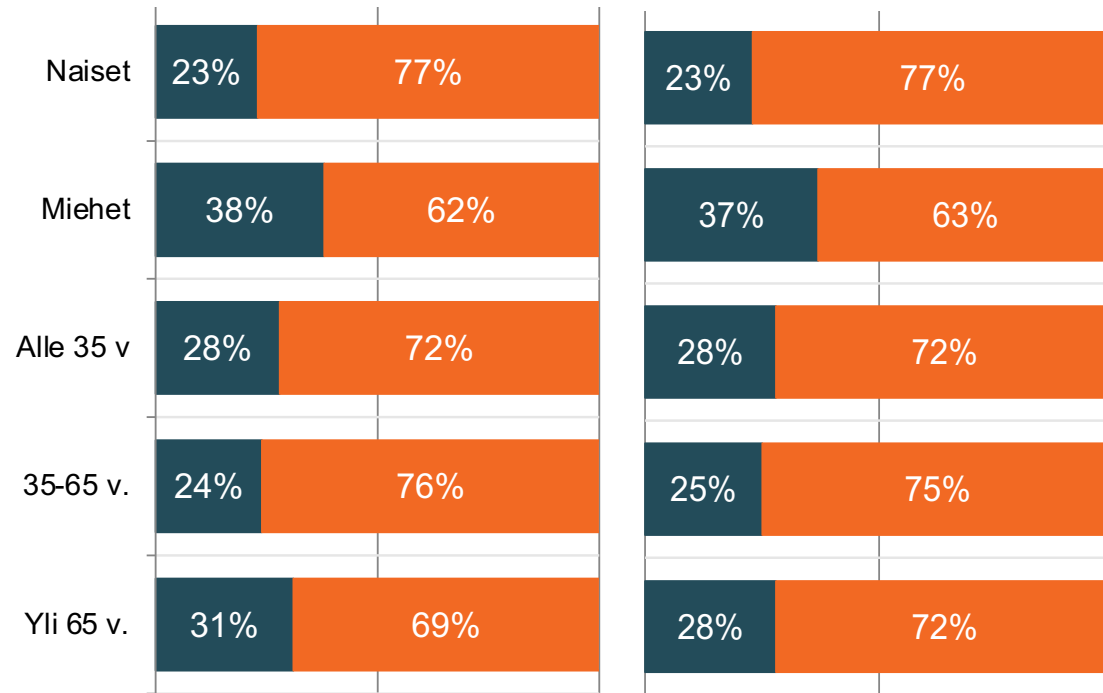 Naiset 23% 77% 23% 77%
Miehet 38% 62% 37% 63%
Alle 35 v 28% 72% 28% 72%
35-65 v. 24% 76% 25% 75%
Yli 65 v. 31% 69% 28% 72%